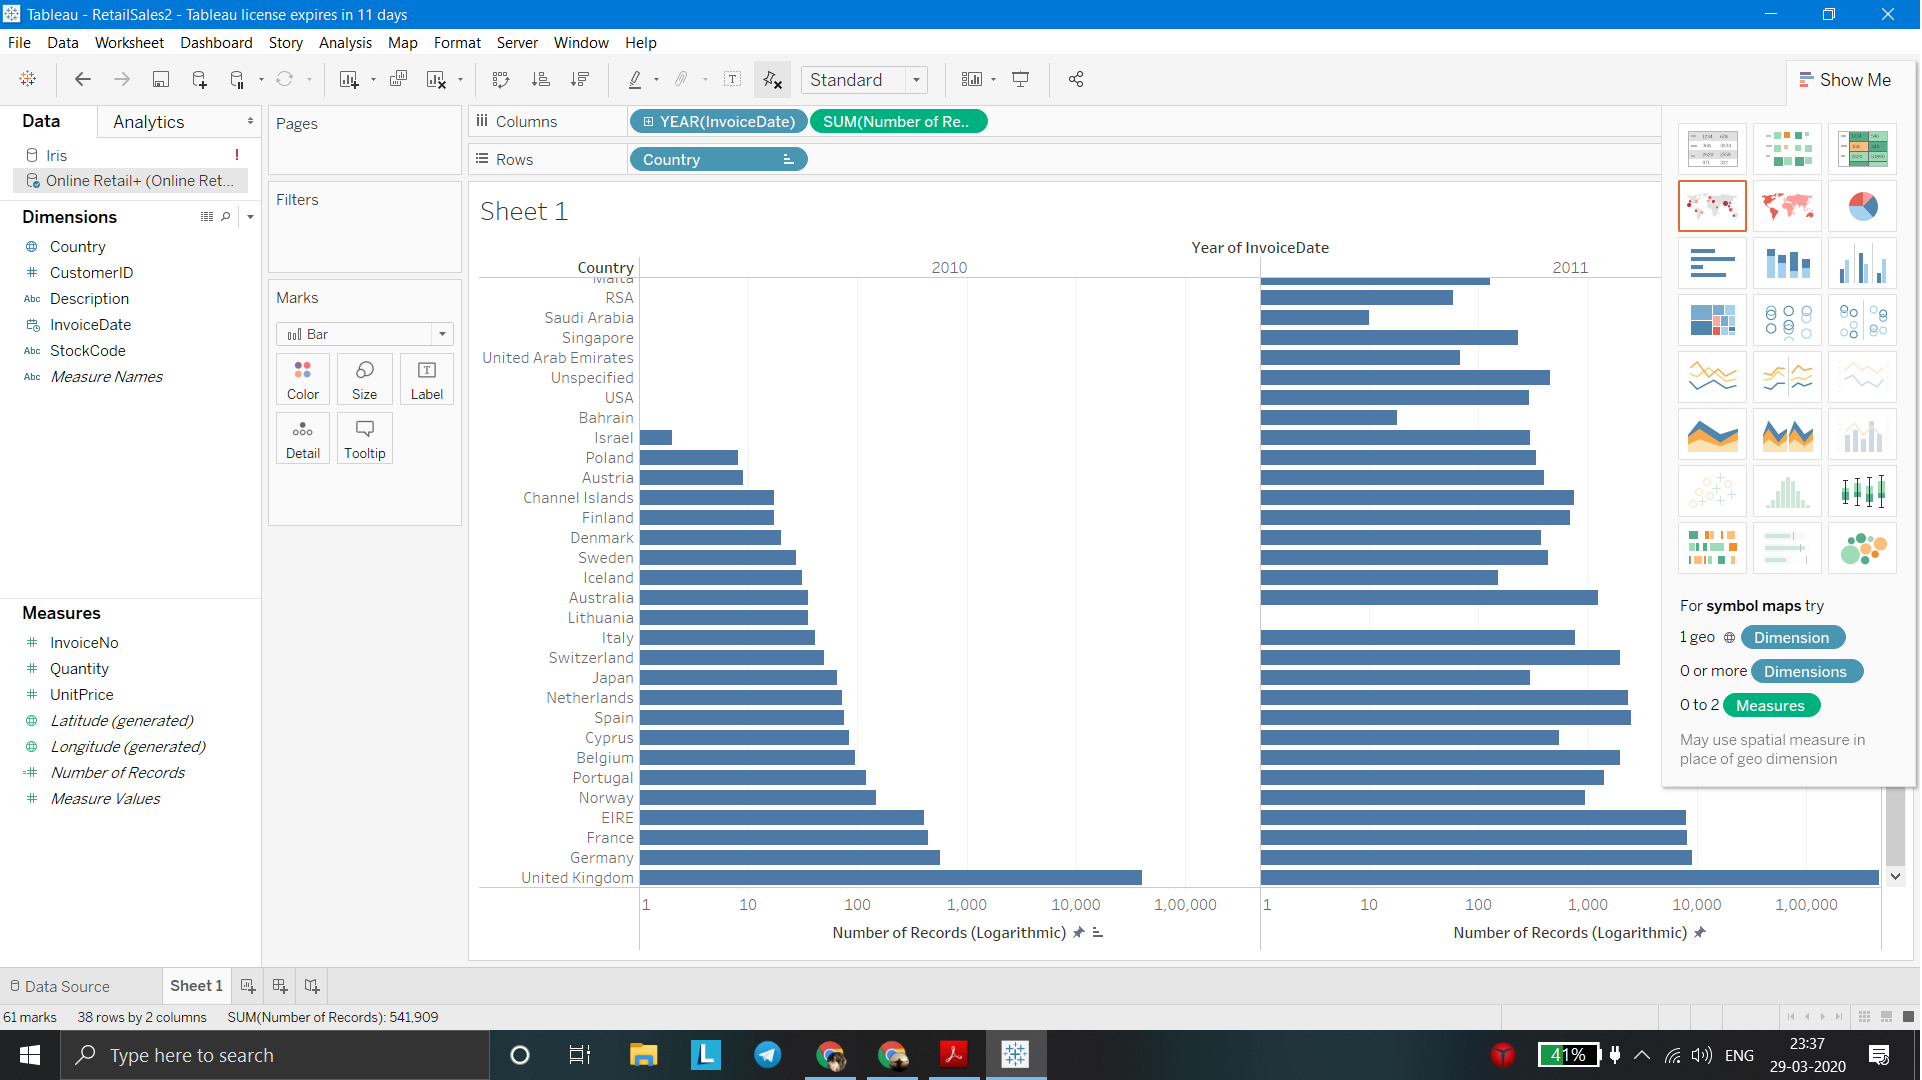 Tableau - RetailSales2 - Tableau license expires in 11 days
File Data Worksheet Dashboard Story Analysis Map Format Server Window Help
Standard
Show Me
Data
Analytics
Iris !
Online Retail+ (Online Ret...
Dimensions
Country
CustomerID
Abc Description
InvoiceDate
Abc StockCode
Abc Measure Names
Measures
InvoiceNo
Quantity
UnitPrice
Latitude (generated)
Longitude (generated)
Number of Records
Measure Values
Pages
Filters
Marks
Bar
Color Size Label
Detail Tooltip
Columns YEAR(InvoiceDate) SUM(Number of Re..
Rows Country
Sheet 1
Year of InvoiceDate
Country 2010 2011
Malta
RSA
Saudi Arabia
Singapore
United Arab Emirates
Unspecified
USA
Bahrain
Israel
Poland
Austria
Channel Islands
Finland
Denmark
Sweden
Iceland
Australia
Lithuania
Italy
Switzerland
Japan
Netherlands
Spain
Cyprus
Belgium
Portugal
Norway
EIRE
France
Germany
United Kingdom
1 10 100 1,000 10,000 1,00,000 1 10 100 1,000 10,000 1,00,000
Number of Records (Logarithmic) Number of Records (Logarithmic)
For symbol maps try
1 geo Dimension
0 or more Dimensions
0 to 2 Measures
May use spatial measure in
place of geo dimension
Data Source Sheet 1
61 marks 38 rows by 2 columns SUM(Number of Records): 541,909
Type here to search
41%
ENG
23:37
29-03-2020